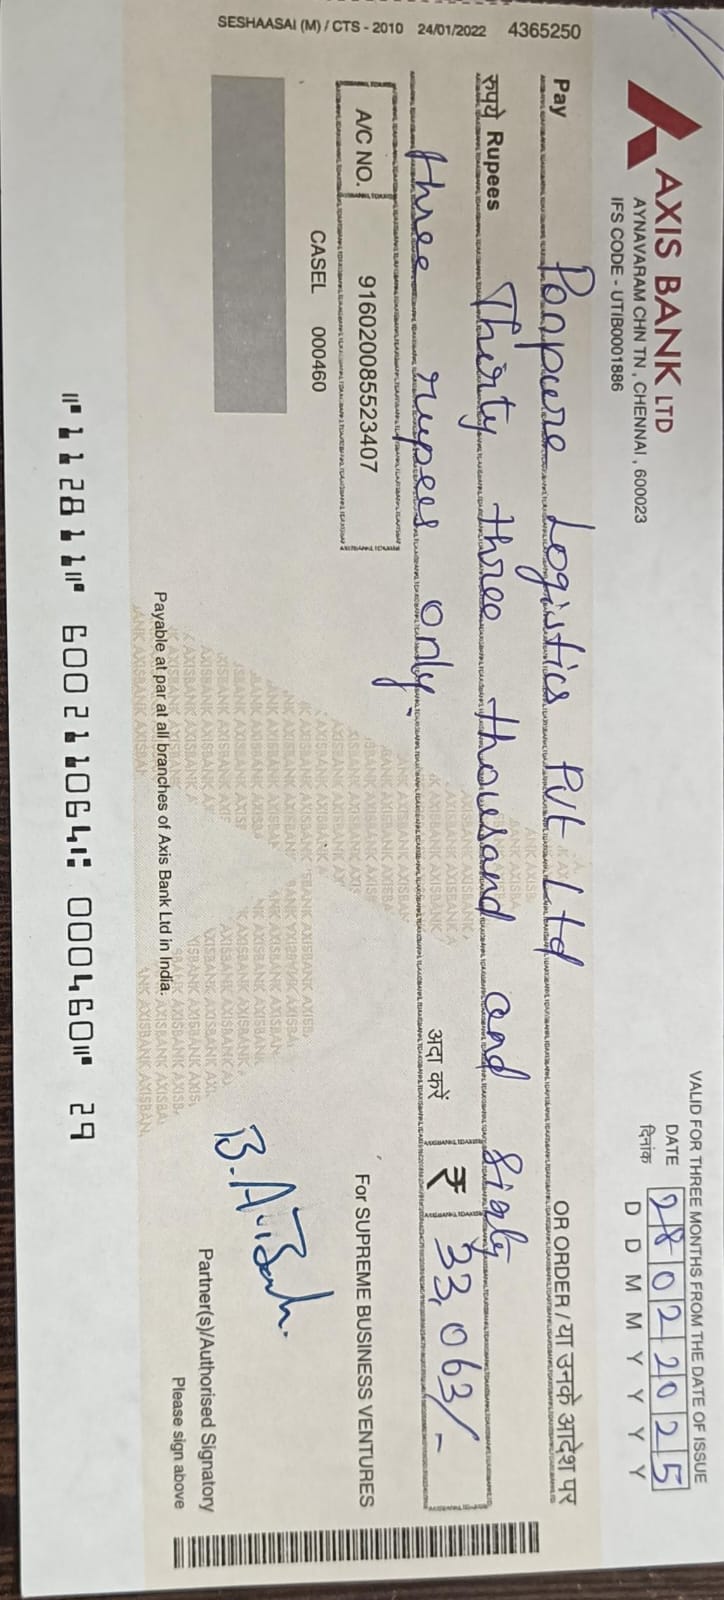 AXIS BANK LTD
AYNAVARAM CHN TN , CHENNAI , 600023
IFS CODE - UTIB0001886
VALID FOR THREE MONTHS FROM THE DATE OF ISSUE
DATE 28022025
दिनांक D D M M Y Y Y Y
Pay Poopure Logistics Pvt Ltd OR ORDER / या उनके आदेश पर
रुपये Rupees Thirty three thousand and Sixty
three rupees only. अदा करें ₹ 33,063/-
A/C NO. 916020085523407
CASEL 000460
For SUPREME BUSINESS VENTURES
Partner(s)/Authorised Signatory
Please sign above
Payable at par at all branches of Axis Bank Ltd in India.
SESHAASAI (M) / CTS - 2010 24/01/2022 4365250
⑈112811⑈ 600211064⑆ 000460⑈ 29